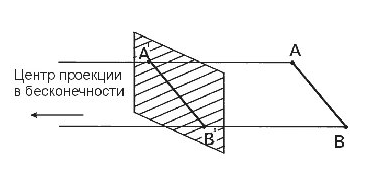 A'
A
Центр проекции
в бесконечности
B'
B